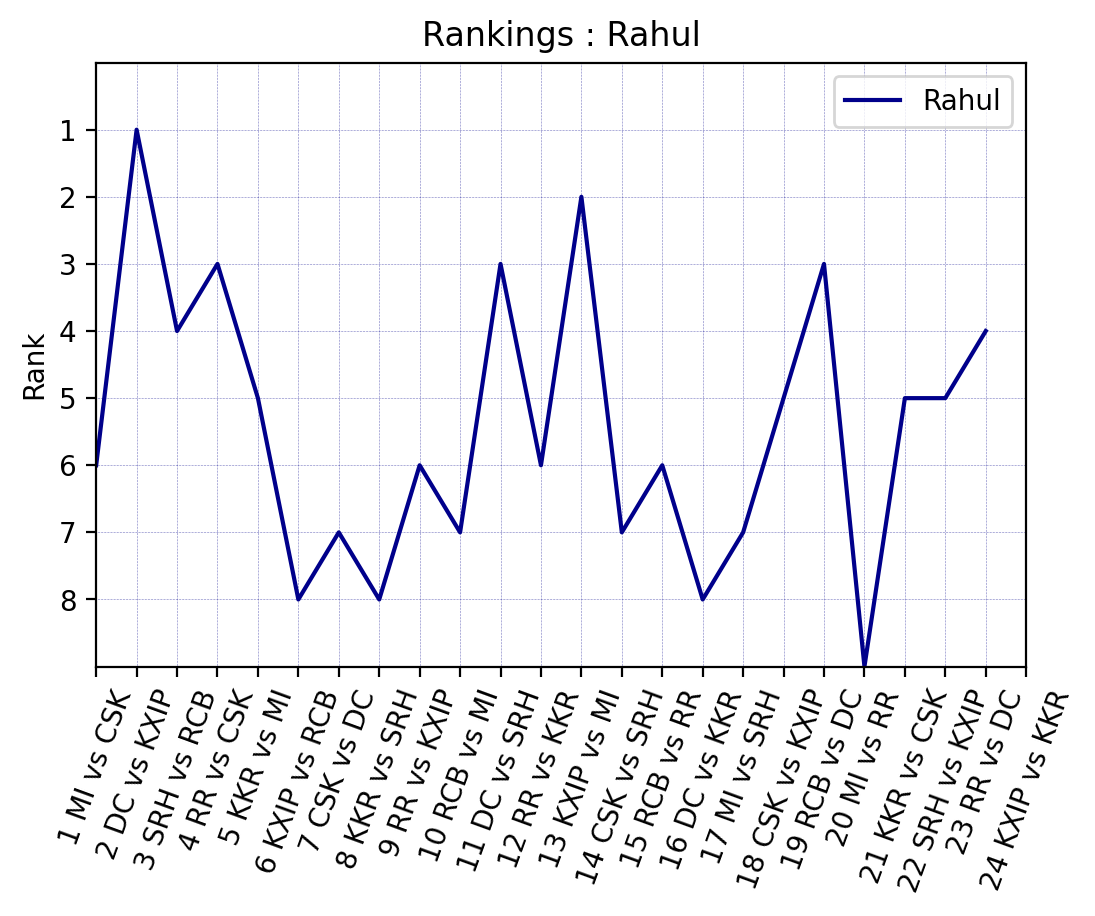 Rankings : Rahul
Rahul
Rank
1
2
3
4
5
6
7
8
1 MI vs CSK
2 DC vs KXIP
3 SRH vs RCB
4 RR vs CSK
5 KKR vs MI
6 KXIP vs RCB
7 CSK vs DC
8 KKR vs SRH
9 RR vs KXIP
10 RCB vs MI
11 DC vs SRH
12 RR vs KKR
13 KXIP vs MI
14 CSK vs SRH
15 RCB vs RR
16 DC vs KKR
17 MI vs SRH
18 CSK vs KXIP
19 RCB vs DC
20 MI vs RR
21 KKR vs CSK
22 SRH vs KXIP
23 RR vs DC
24 KXIP vs KKR